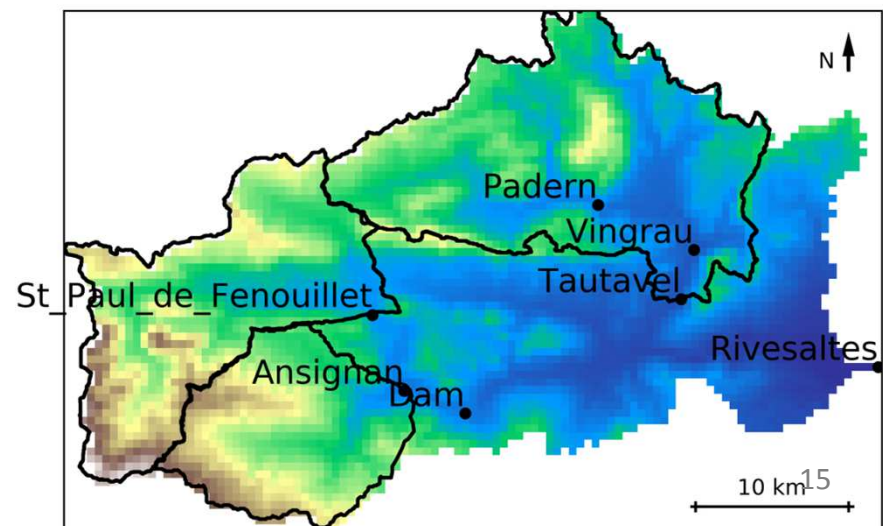 N
Padern
Vingrau
Tautavel
St_Paul_de_Fenouillet
Rivesaltes
Ansignan
Dam
10 km
15